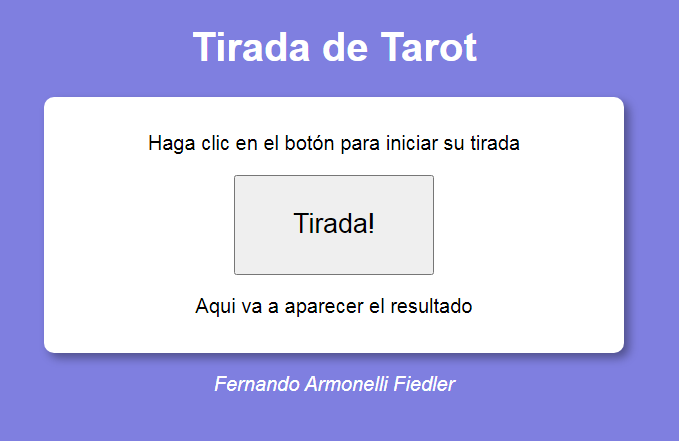 Tirada de Tarot
Haga clic en el botón para iniciar su tirada
Tirada!
Aqui va a aparecer el resultado
Fernando Armonelli Fiedler